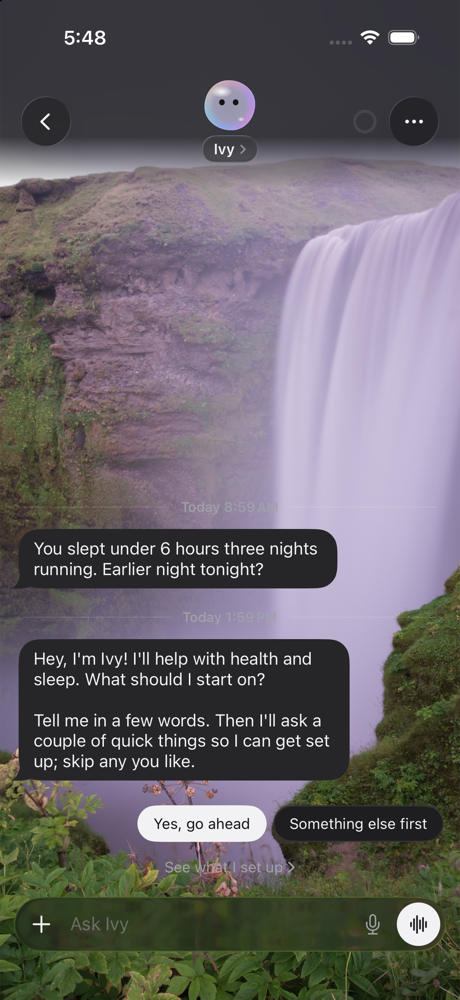 5:48
Ivy
Today 8:59 AM
You slept under 6 hours three nights
running. Earlier night tonight?
Today 1:59 PM
Hey, I'm Ivy! I'll help with health and
sleep. What should I start on?
Tell me in a few words. Then I'll ask a
couple of quick things so I can get set
up; skip any you like.
Yes, go ahead
Something else first
See what I set up
Ask Ivy